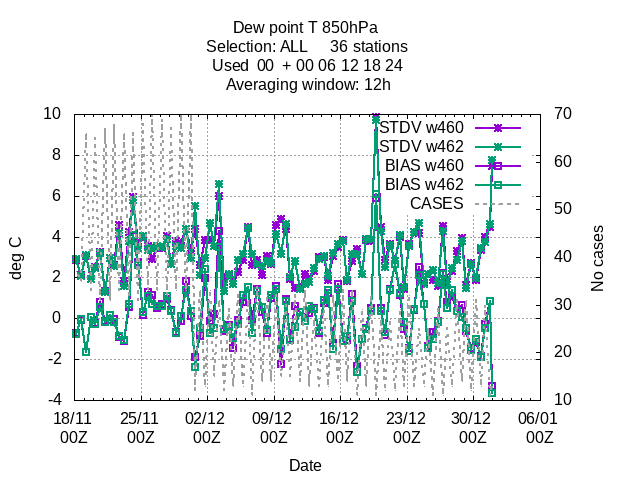 Dew point T 850hPa
Selection: ALL     36 stations
Used  00  + 00 06 12 18 24
Averaging window: 12h
10
8
6
4
2
0
-2
-4
deg C
70
60
50
40
30
20
10
No cases
STDV w460
STDV w462
BIAS w460
BIAS w462
CASES
18/11 25/11 02/12 09/12 16/12 23/12 30/12 06/01
00Z 00Z 00Z 00Z 00Z 00Z 00Z 00Z
Date